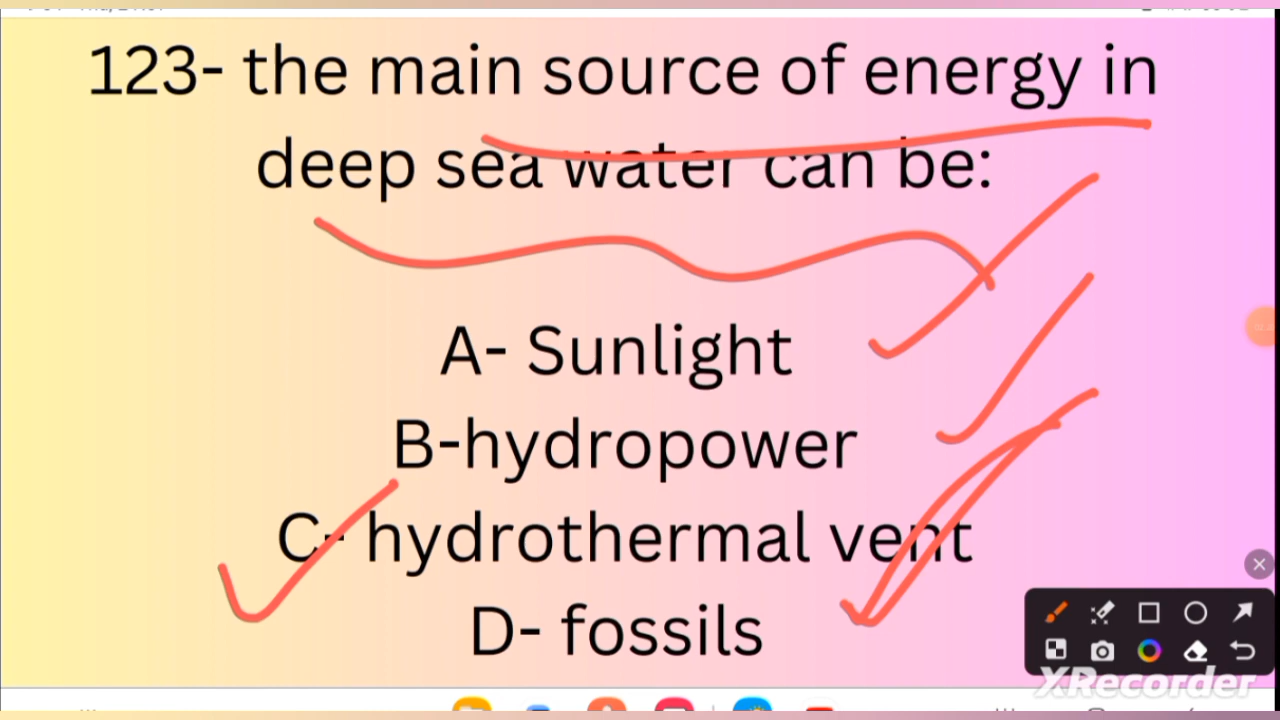 123- the main source of energy in
deep sea water can be:
A- Sunlight
B-hydropower
C- hydrothermal vent
D- fossils
XRecorder